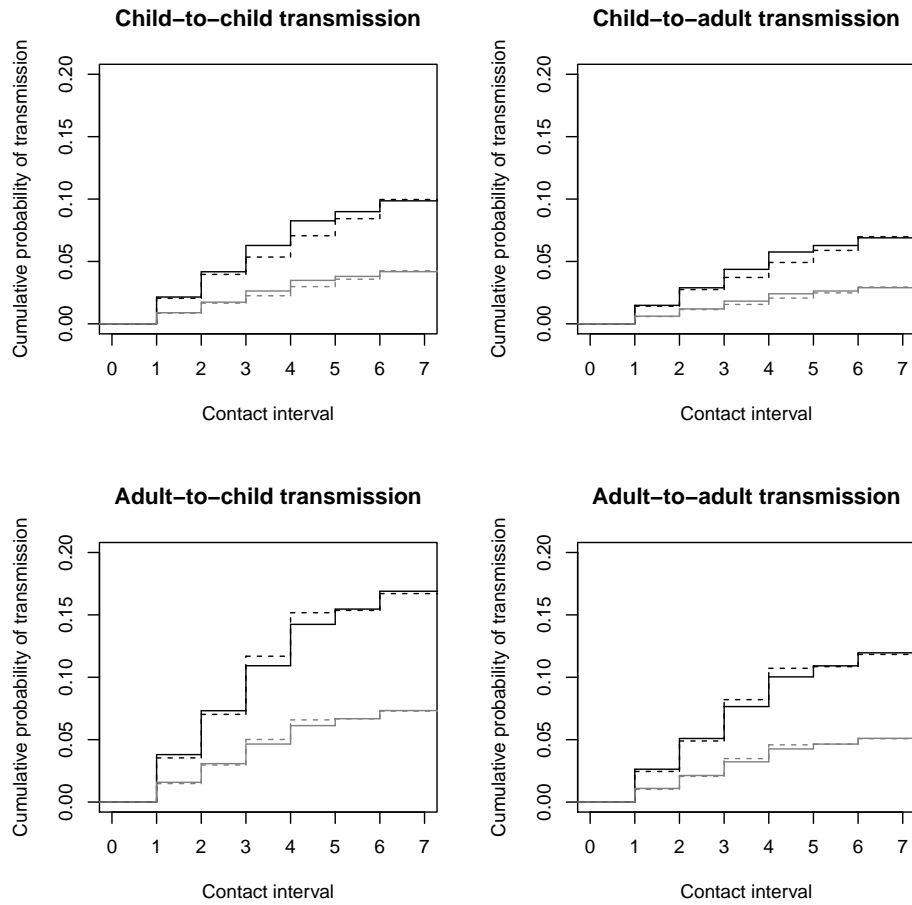 Child–to–child transmission
Cumulative probability of transmission
0.00 0.05 0.10 0.15 0.20
0 1 2 3 4 5 6 7
Contact interval
Child–to–adult transmission
Cumulative probability of transmission
0.00 0.05 0.10 0.15 0.20
0 1 2 3 4 5 6 7
Contact interval
Adult–to–child transmission
Cumulative probability of transmission
0.00 0.05 0.10 0.15 0.20
0 1 2 3 4 5 6 7
Contact interval
Adult–to–adult transmission
Cumulative probability of transmission
0.00 0.05 0.10 0.15 0.20
0 1 2 3 4 5 6 7
Contact interval